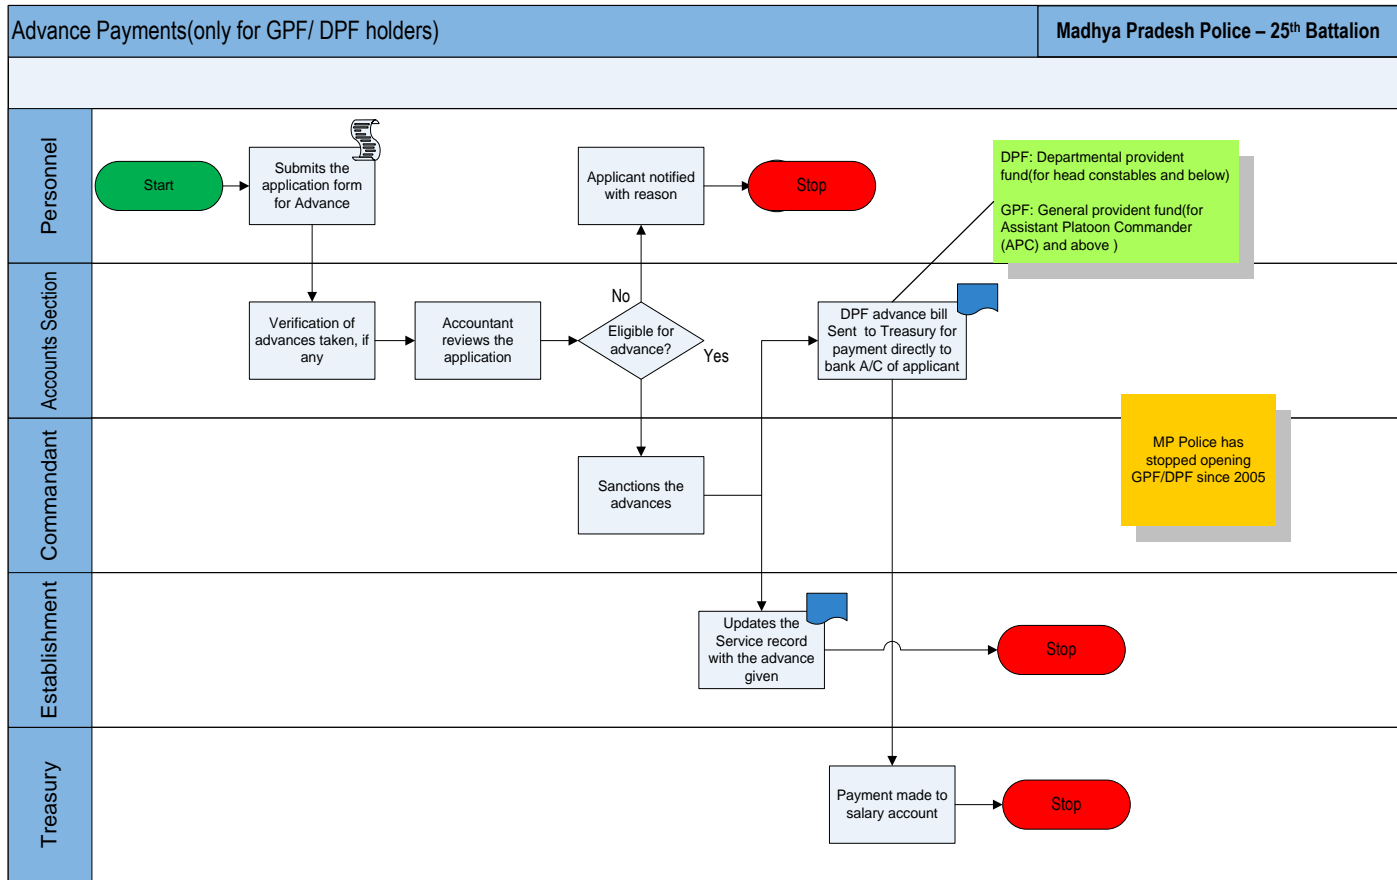 Advance Payments(only for GPF/ DPF holders)
Madhya Pradesh Police – 25th Battalion
Personnel
Start
Submits the
application form
for Advance
Applicant notified
with reason
Stop
DPF: Departmental provident
fund(for head constables and below)
GPF: General provident fund(for
Assistant Platoon Commander
(APC) and above )
Accounts Section
Verification of
advances taken, if
any
Accountant
reviews the
application
No
Eligible for
advance?
Yes
DPF advance bill
Sent to Treasury for
payment directly to
bank A/C of applicant
MP Police has
stopped opening
GPF/DPF since 2005
Commandant
Sanctions the
advances
Establishment
Updates the
Service record
with the advance
given
Stop
Treasury
Payment made to
salary account
Stop